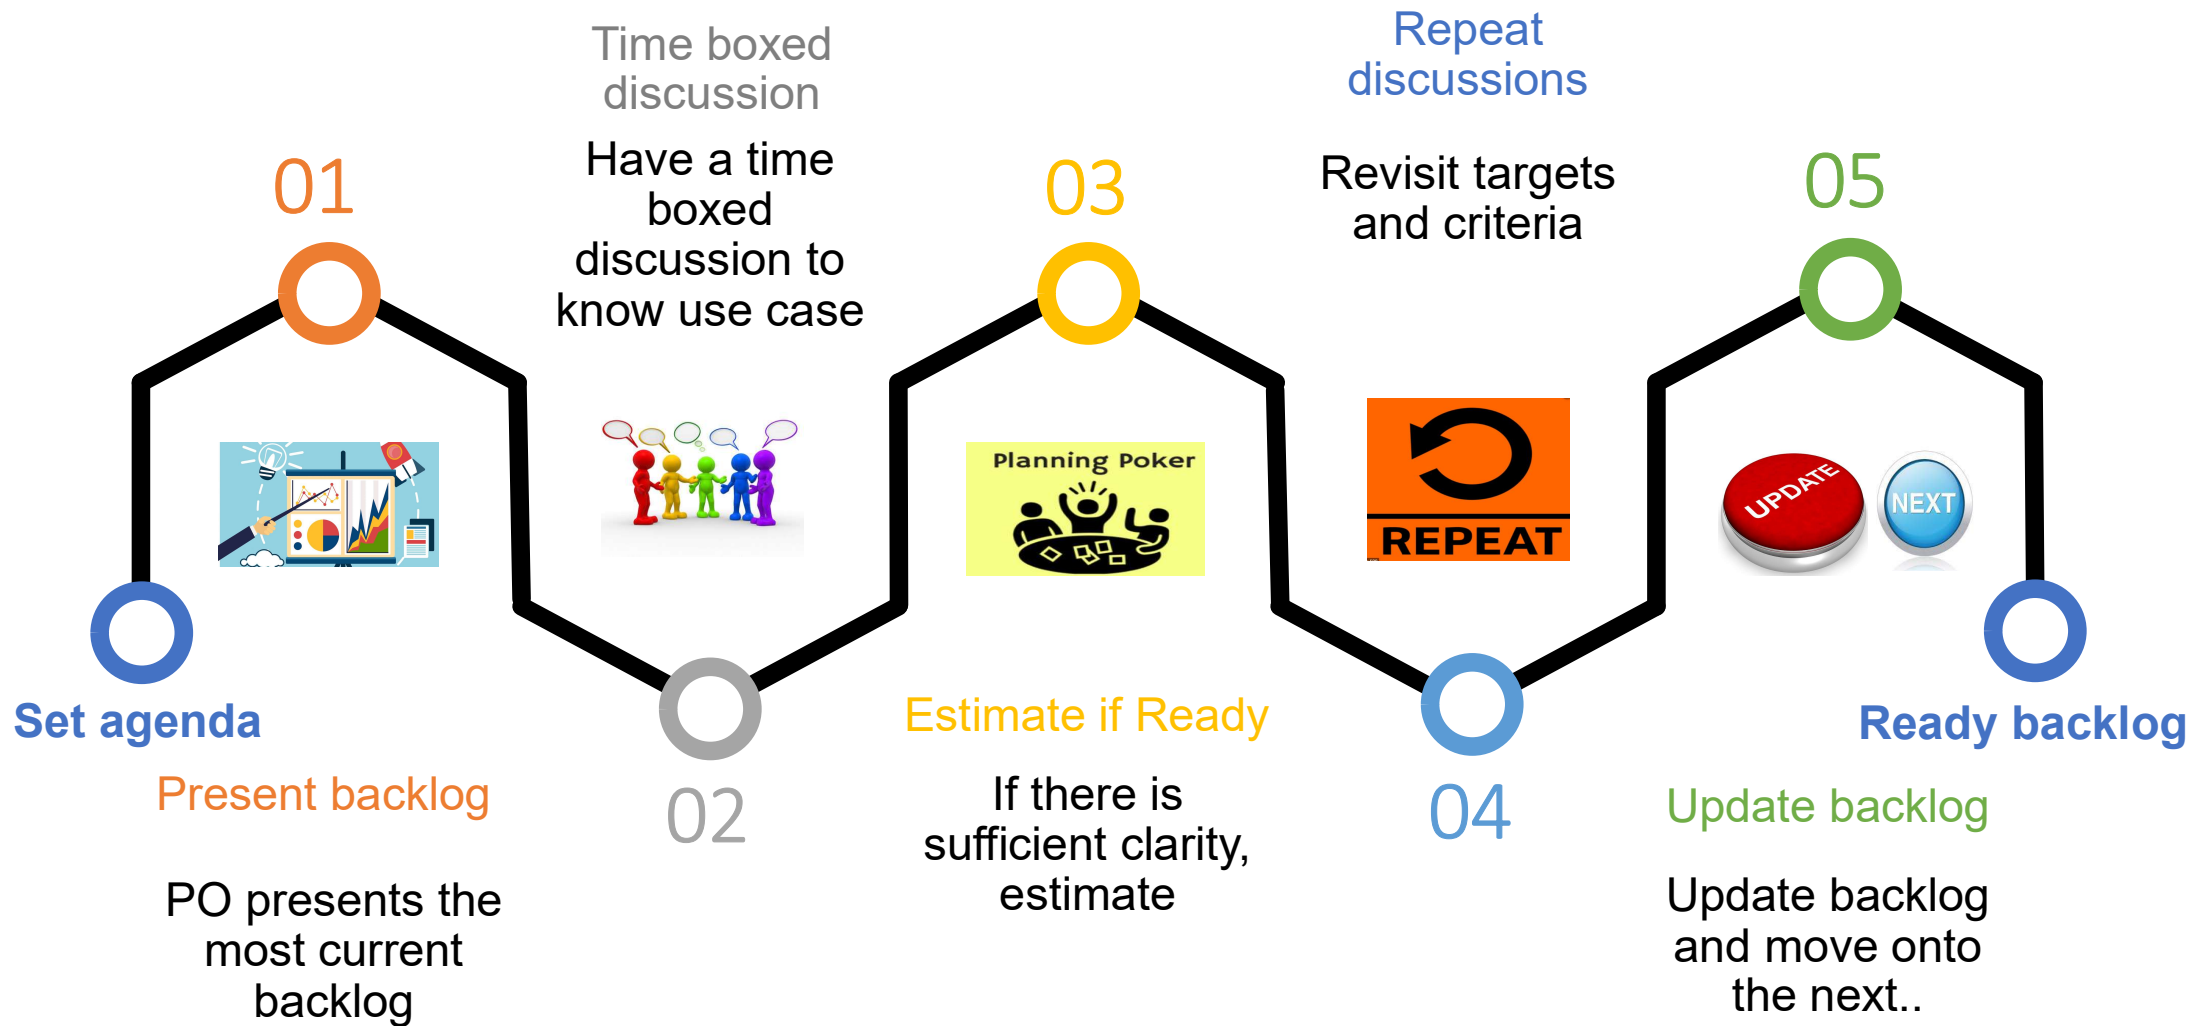 Set agenda
01
Present backlog
PO presents the
most current
backlog
Time boxed
discussion
Have a time
boxed
discussion to
know use case
02
03
Planning Poker
Estimate if Ready
If there is
sufficient clarity,
estimate
Repeat
discussions
Revisit targets
and criteria
REPEAT
04
05
UPDATE
NEXT
Update backlog
Update backlog
and move onto
the next..
Ready backlog